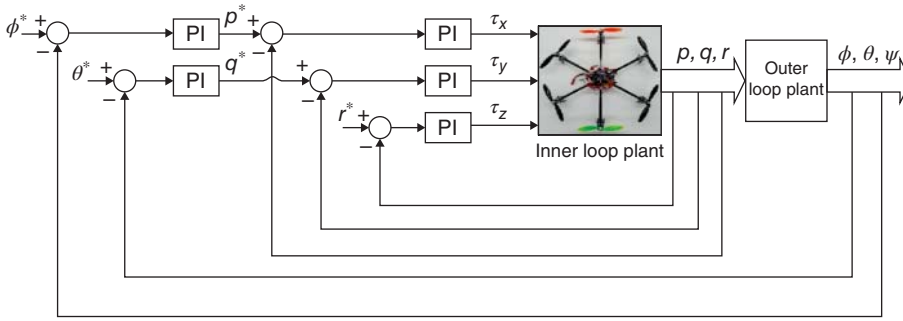 ϕ* + − PI p* + − PI τx
θ* + − PI q* + − PI τy
r* + − PI τz
Inner loop plant
p, q, r
Outer
loop plant
ϕ, θ, ψ